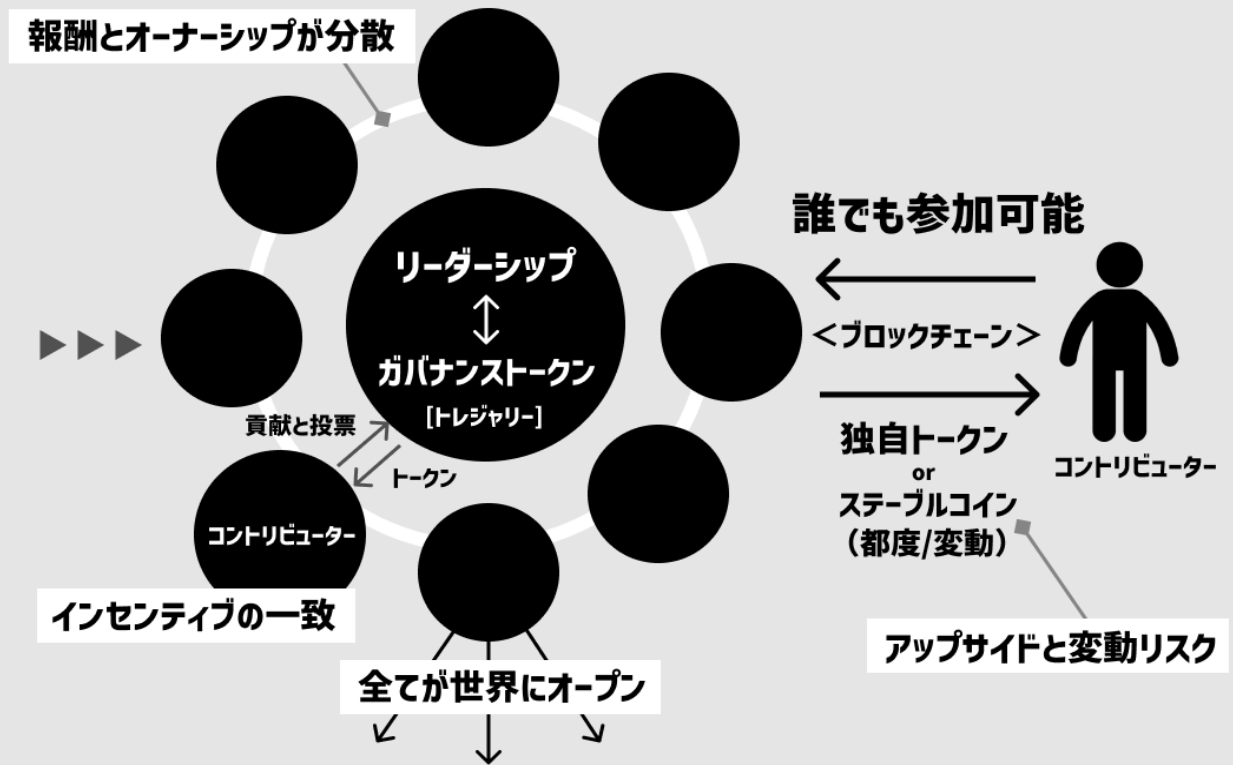 報酬とオーナーシップが分散
リーダーシップ
ガバナンストークン
[トレジャリー]
貢献と投票
トークン
コントリビューター
インセンティブの一致
全てが世界にオープン
誰でも参加可能
＜ブロックチェーン＞
独自トークン
or
ステーブルコイン
（都度/変動）
コントリビューター
アップサイドと変動リスク